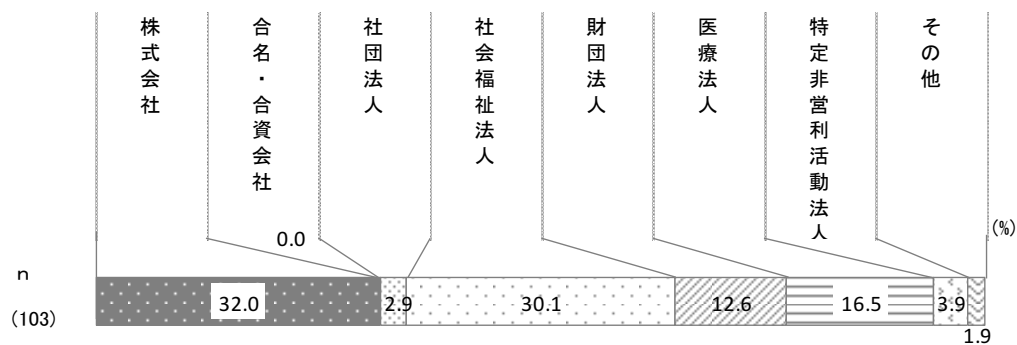 株式会社
合名・合資会社
社団法人
社会福祉法人
財団法人
医療法人
特定非営利活動法人
その他
0.0
(%)
n
(103)
32.0
2.9
30.1
12.6
16.5
3.9
1.9